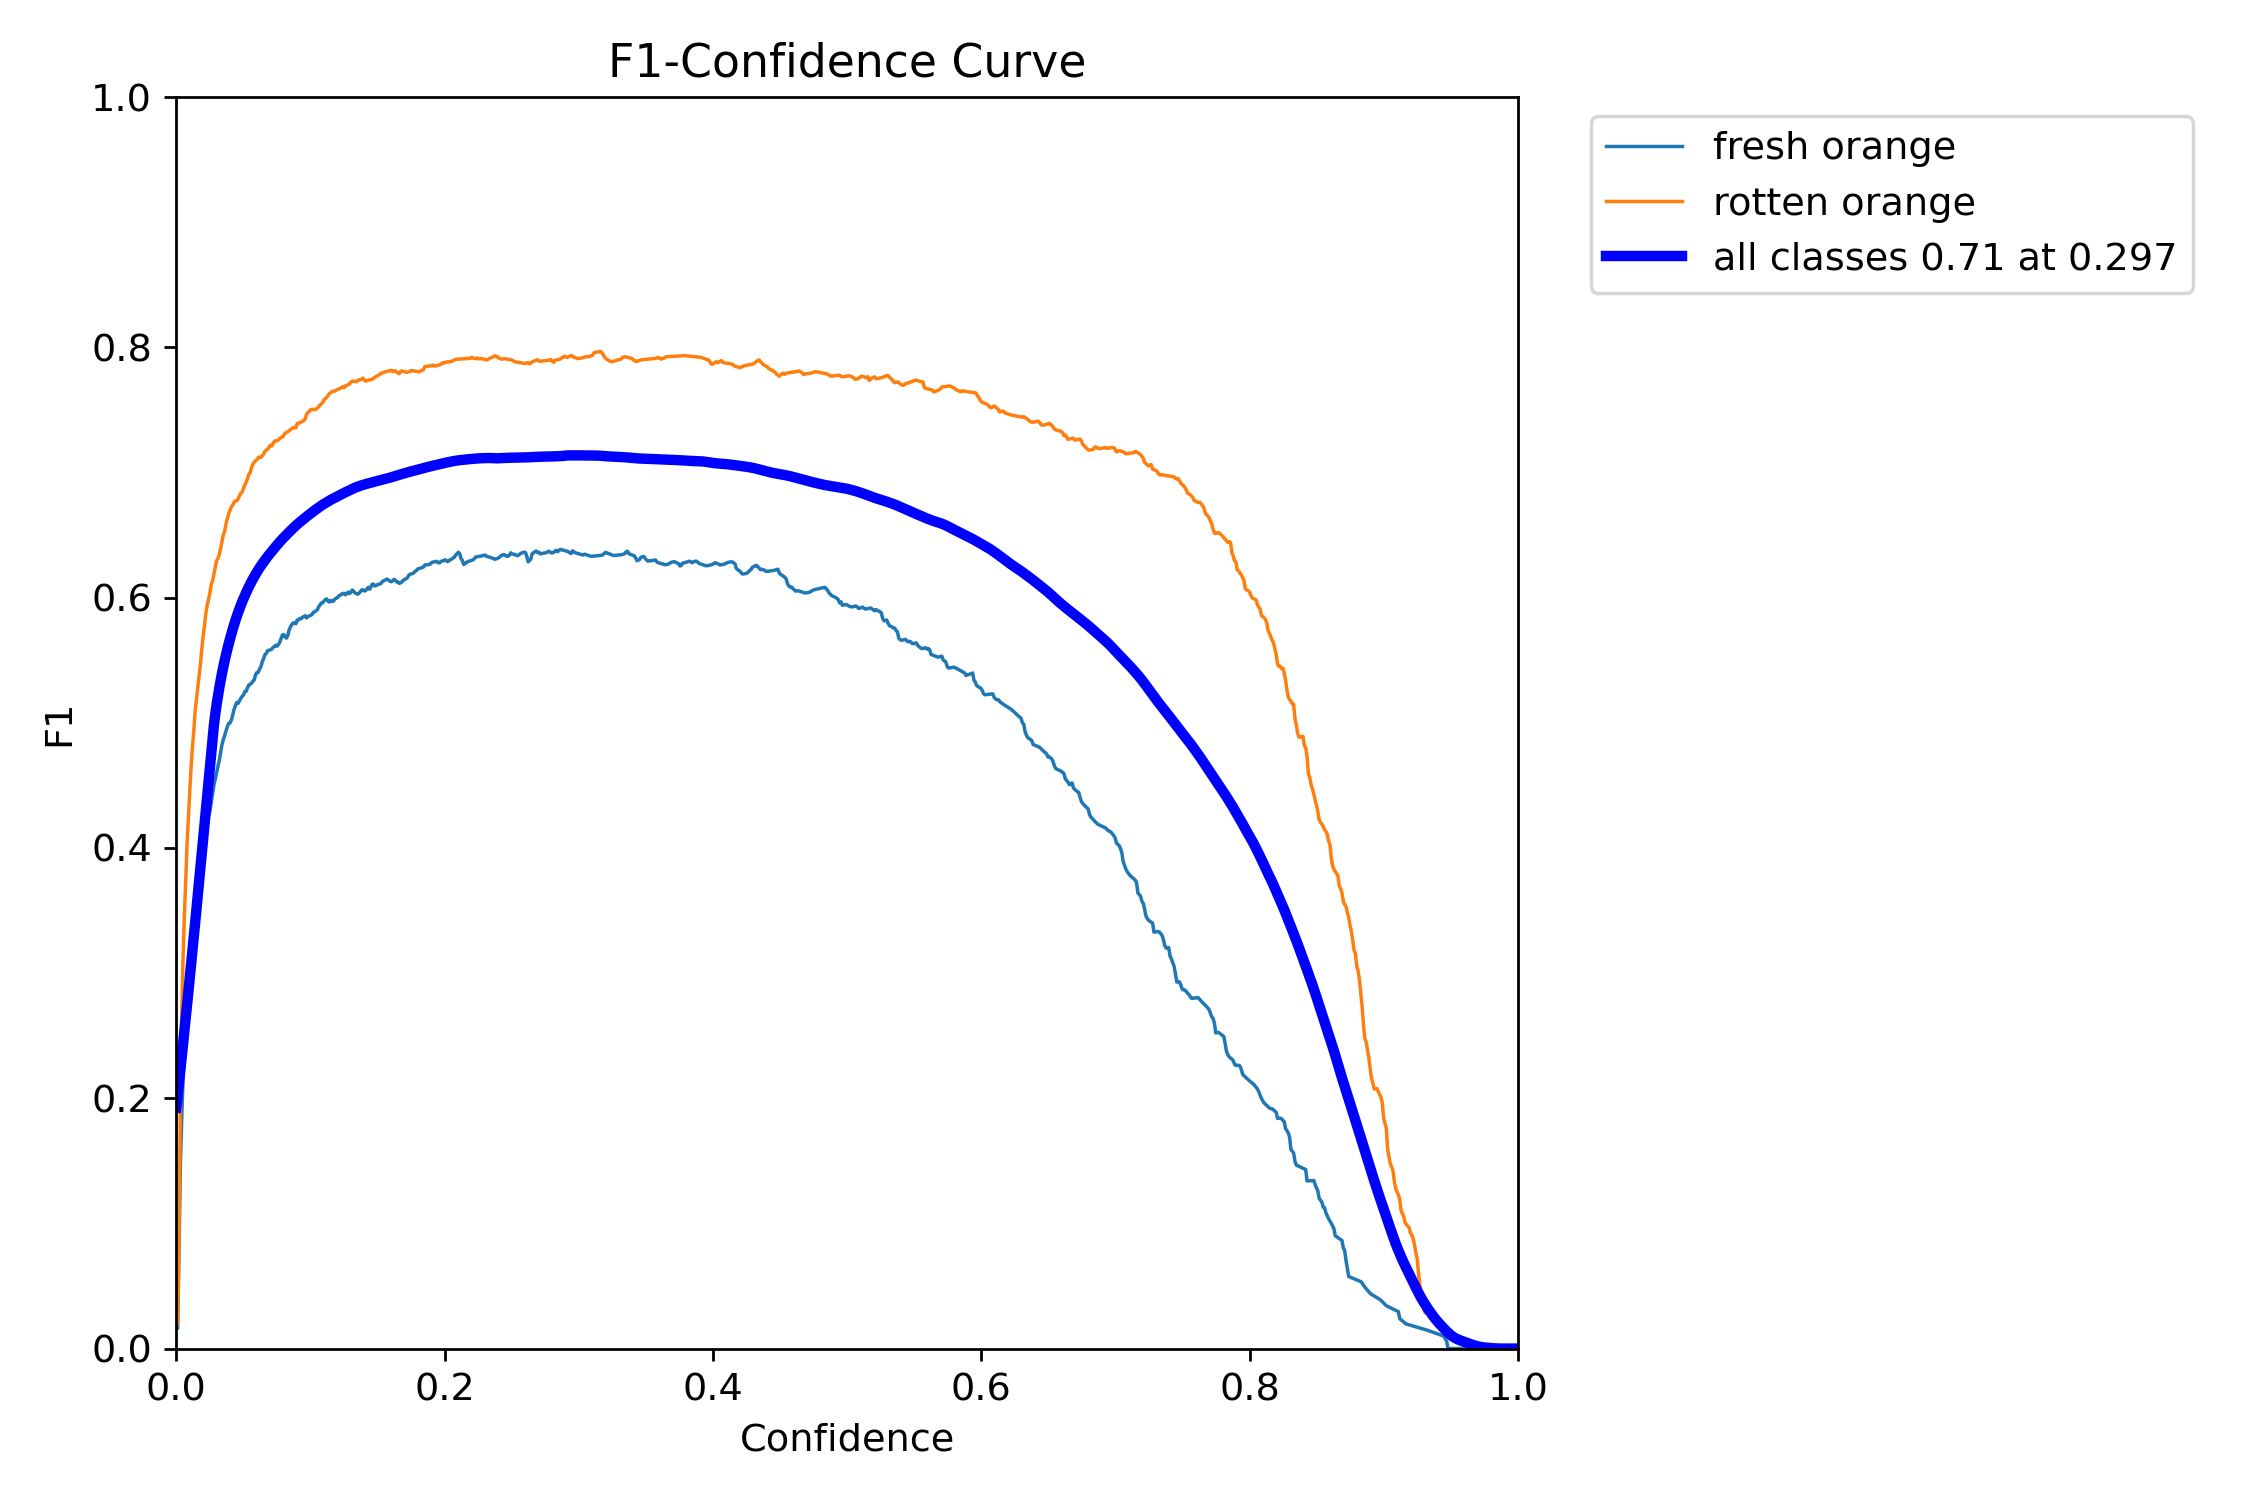 F1-Confidence Curve
1.0
0.8
0.6
0.4
0.2
0.0
F1
0.0 0.2 0.4 0.6 0.8 1.0
Confidence
fresh orange
rotten orange
all classes 0.71 at 0.297